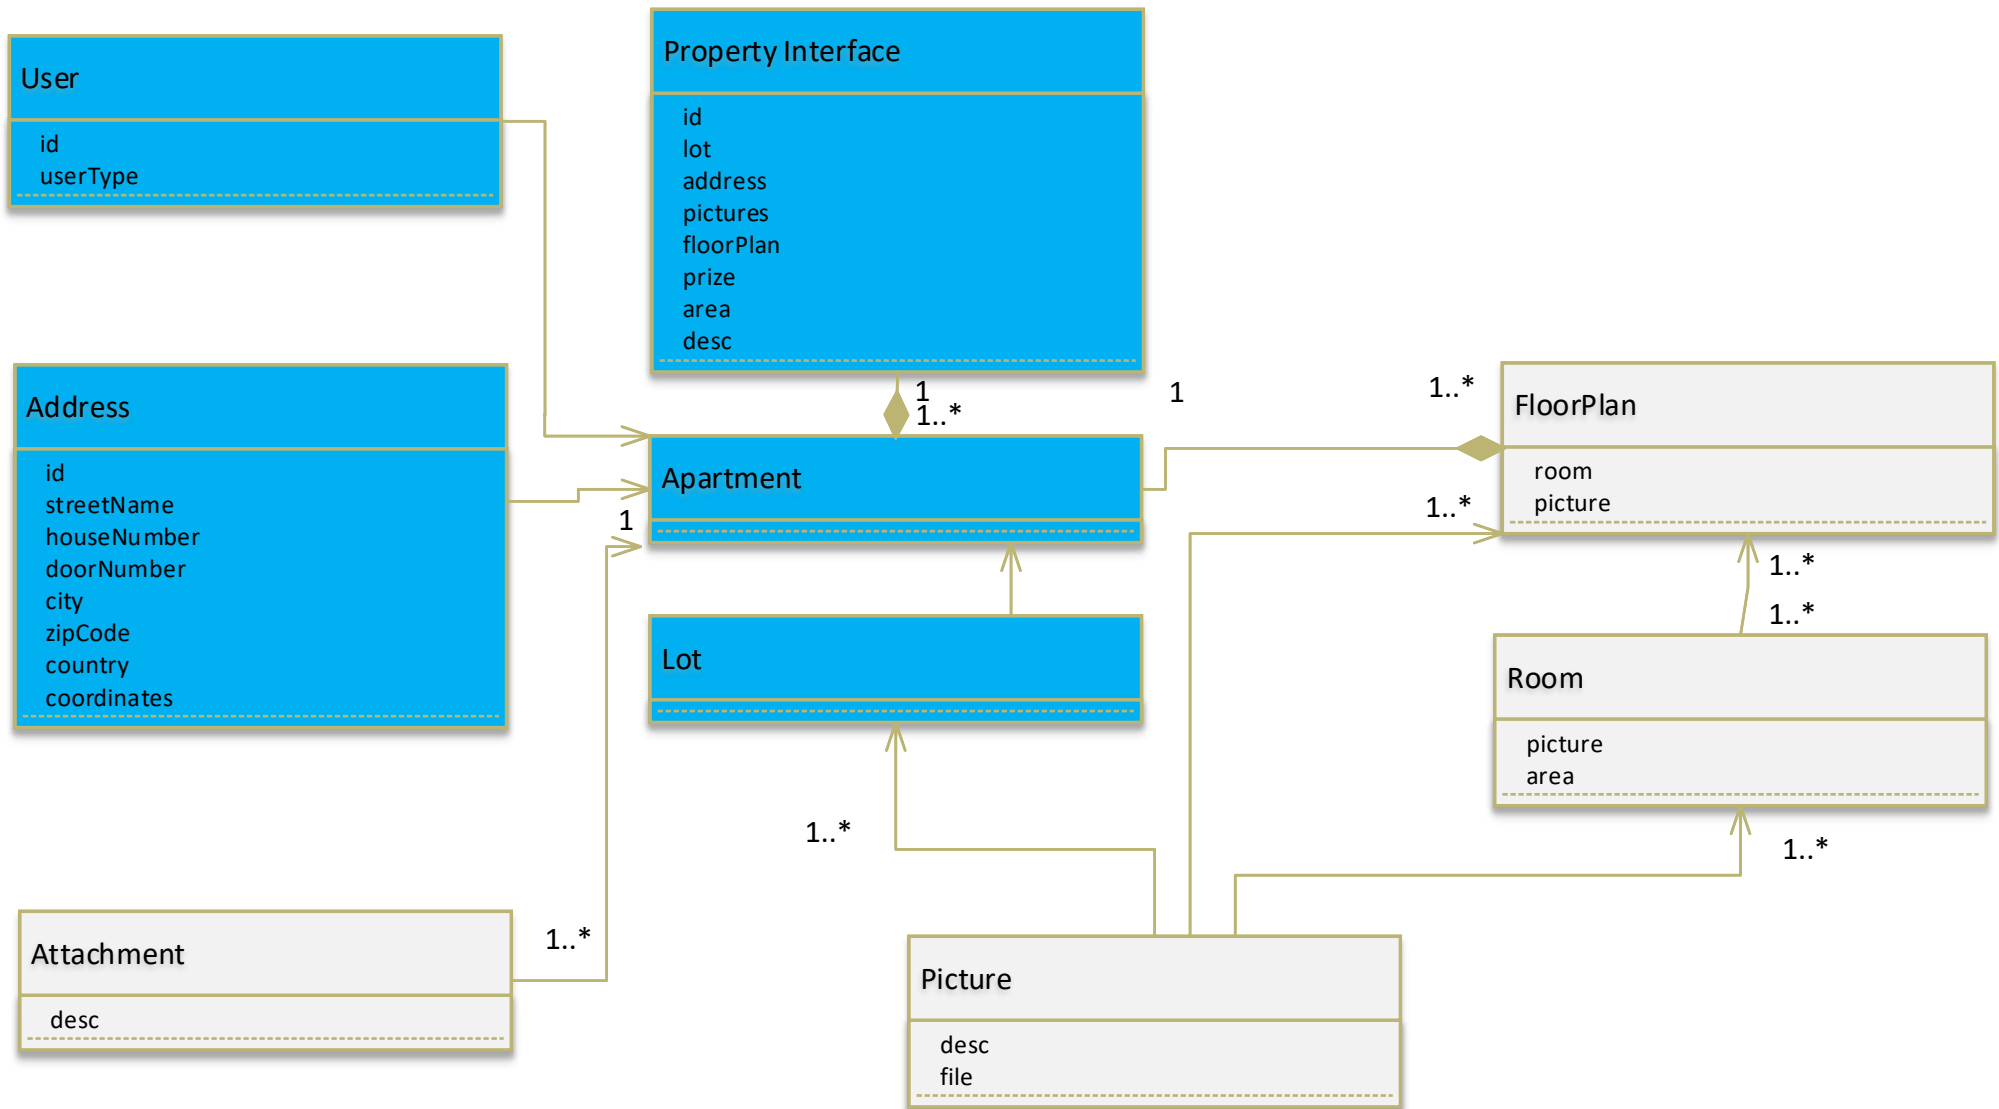 User
id
userType
Property Interface
id
lot
address
pictures
floorPlan
prize
area
desc
1
1..*
1
1..*
Address
id
streetName
houseNumber
doorNumber
city
zipCode
country
coordinates
Apartment
1
FloorPlan
room
picture
1..*
1..*
1..*
Lot
Room
picture
area
1..*
1..*
Attachment
desc
1..*
Picture
desc
file